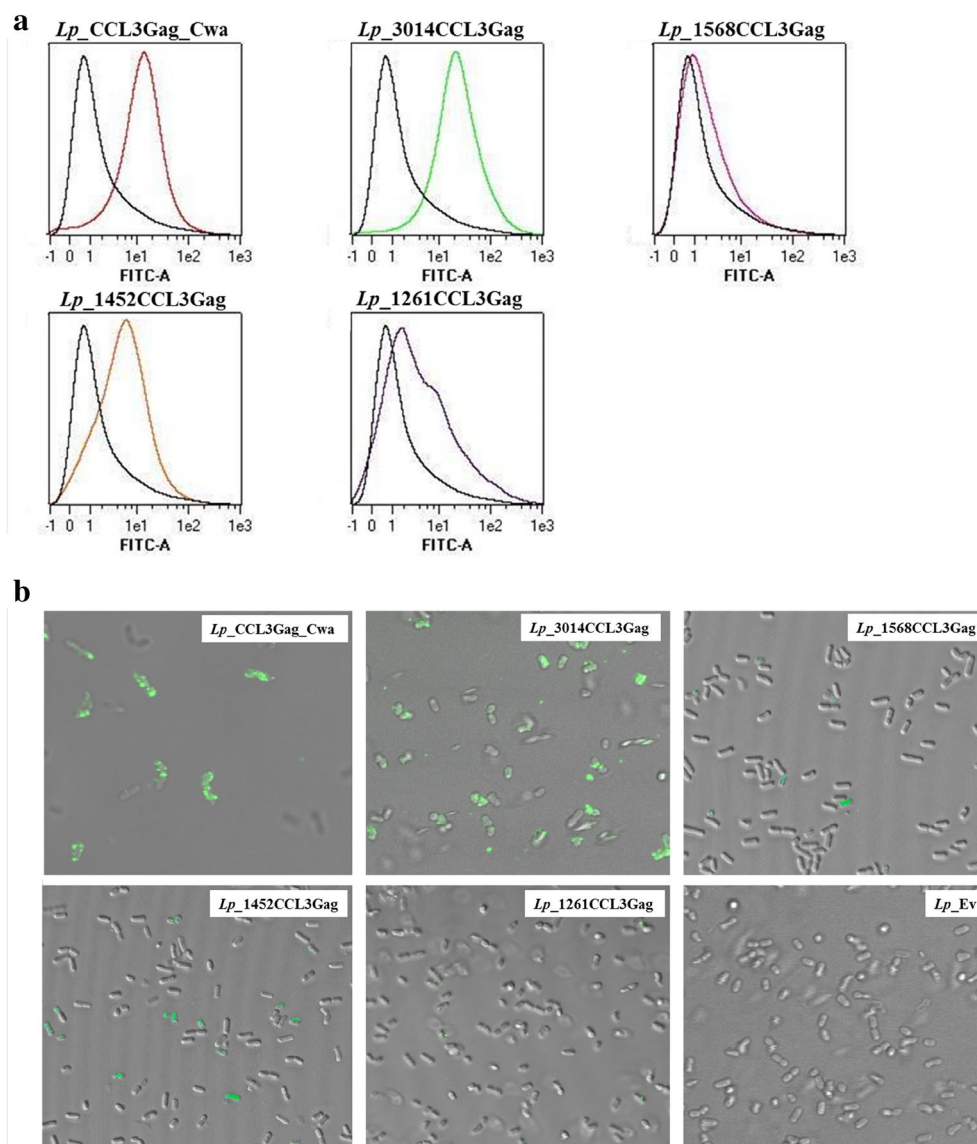 a
Lp_CCL3Gag_Cwa
Lp_3014CCL3Gag
Lp_1568CCL3Gag
-1 0 1 1e1 1e2 1e3
FITC-A
-1 0 1 1e1 1e2 1e3
FITC-A
-1 0 1 1e1 1e2 1e3
FITC-A
Lp_1452CCL3Gag
Lp_1261CCL3Gag
-1 0 1 1e1 1e2 1e3
FITC-A
-1 0 1 1e1 1e2 1e3
FITC-A
b
Lp_CCL3Gag_Cwa
Lp_3014CCL3Gag
Lp_1568CCL3Gag
Lp_1452CCL3Gag
Lp_1261CCL3Gag
Lp_Ev